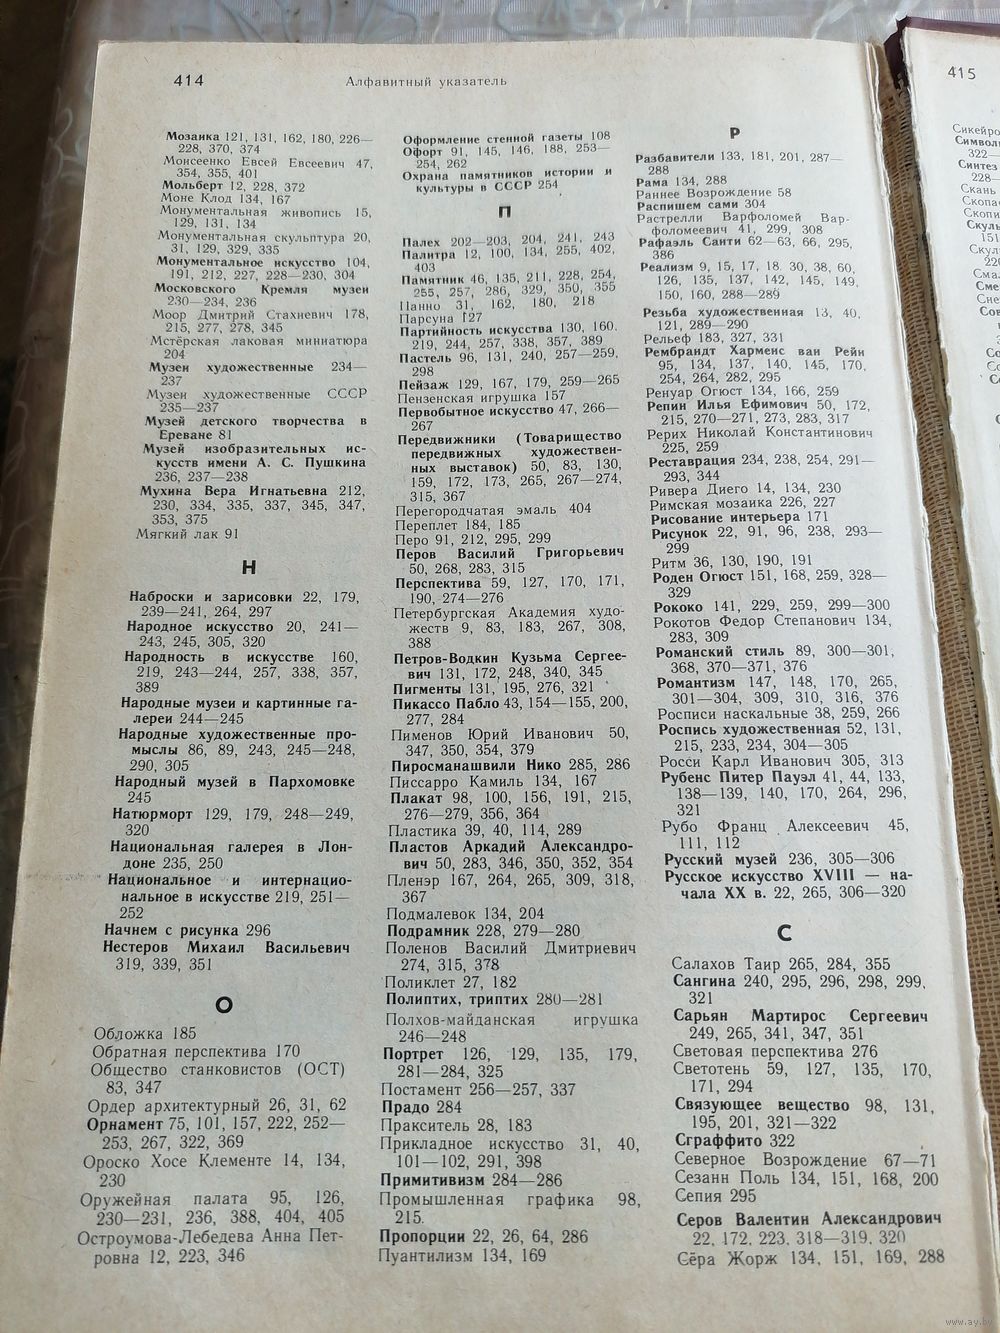 414
Алфавитный указатель
Мозаика 121, 131, 162, 180, 226—
228, 370, 374
Моисеенко Евсей Евсеевич 47,
354, 355, 401
Мольберт 12, 228, 372
Моне Клод 134, 167
Монументальная живопись 15,
129, 131, 134
Монументальная скульптура 20,
31, 129, 329, 335
Монументальное искусство 104,
191, 212, 227, 228—230, 304
Московского Кремля музеи
230—234, 236
Моор Дмитрий Стахиевич 178,
215, 277, 278, 345
Мстёрская лаковая миниатюра
204
Музеи художественные 234—
237
Музеи художественные СССР
235—237
Музей детского творчества в
Ереване 81
Музей изобразительных ис-
кусств имени А. С. Пушкина
236, 237—238
Мухина Вера Игнатьевна 212,
230, 334, 335, 337, 345, 347,
353, 375
Мягкий лак 91
Н
Наброски и зарисовки 22, 179,
239—241, 264, 297
Народное искусство 20, 241—
243, 245, 305, 320
Народность в искусстве 160,
219, 243—244, 257, 338, 357,
389
Народные музеи и картинные га-
лереи 244—245
Народные художественные про-
мыслы 86, 89, 243, 245—248,
290, 305
Народный музей в Пархомовке
245
Натюрморт 129, 179, 248—249,
320
Национальная галерея в Лон-
доне 235, 250
Национальное и интернацио-
нальное в искусстве 219, 251—
252
Начнем с рисунка 296
Нестеров Михаил Васильевич
319, 339, 351
О
Обложка 185
Обратная перспектива 170
Общество станковистов (ОСТ)
83, 347
Ордер архитектурный 26, 31, 62
Орнамент 75, 101, 157, 222, 252—
253, 267, 322, 369
Ороско Хосе Клементе 14, 134,
230
Оружейная палата 95, 126,
230—231, 236, 388, 404, 405
Остроумова-Лебедева Анна Пет-
ровна 12, 223, 346
Оформление стенной газеты 108
Офорт 91, 145, 146, 188, 253—
254, 262
Охрана памятников истории и
культуры в СССР 254
П
Палех 202—203, 204, 241, 243
Палитра 12, 100, 134, 255, 402,
403
Памятник 46, 135, 211, 228, 254,
255, 257, 286, 329, 350, 355
Панно 31, 162, 180, 218
Парсуна 127
Партийность искусства 130, 160,
219, 244, 257, 338, 357, 389
Пастель 96, 131, 240, 257—259,
298
Пейзаж 129, 167, 179, 259—265
Пензенская игрушка 157
Первобытное искусство 47, 266—
267
Передвижники (Товарищество
передвижных художествен-
ных выставок) 50, 83, 130,
159, 172, 173, 265, 267—274,
315, 367
Перегородчатая эмаль 404
Переплет 184, 185
Перо 91, 212, 295, 299
Перов Василий Григорьевич
50, 268, 283, 315
Перспектива 59, 127, 170, 171,
190, 274—276
Петербургская Академия худо-
жеств 9, 83, 183, 267, 308,
388
Петров-Водкин Кузьма Сергее-
вич 131, 172, 248, 340, 345
Пигменты 131, 195, 276, 321
Пикассо Пабло 43, 154—155, 200,
277, 284
Пименов Юрий Иванович 50,
347, 350, 354, 379
Пиросманашвили Нико 285, 286
Писсарро Камиль 134, 167
Плакат 98, 100, 156, 191, 215,
276—279, 356, 364
Пластика 39, 40, 114, 289
Пластов Аркадий Александро-
вич 50, 283, 346, 350, 352, 354
Пленэр 167, 264, 265, 309, 318,
367
Подмалевок 134, 204
Подрамник 228, 279—280
Поленов Василий Дмитриевич
274, 315, 378
Поликлет 27, 182
Полиптих, триптих 280—281
Полхов-майданская игрушка
246—248
Портрет 126, 129, 135, 179,
281—284, 325
Постамент 256—257, 337
Прадо 284
Пракситель 28, 183
Прикладное искусство 31, 40,
101—102, 291, 398
Примитивизм 284—286
Промышленная графика 98,
215.
Пропорции 22, 26, 64, 286
Пуантилизм 134, 169
Р
Разбавители 133, 181, 201, 287—
288
Рама 134, 288
Раннее Возрождение 58
Распишем сами 304
Растрелли Варфоломей Вар-
фоломеевич 41, 299, 308
Рафаэль Санти 62—63, 66, 295,
386
Реализм 9, 15, 17, 18, 30, 38, 60,
126, 135, 137, 142, 145, 149,
150, 160, 288—289
Резьба художественная 13, 40,
121, 289—290
Рельеф 183, 327, 331
Рембрандт Харменс ван Рейн
95, 134, 137, 140, 145, 170,
254, 264, 282, 295
Ренуар Огюст 134, 166, 259
Репин Илья Ефимович 50, 172,
215, 270—271, 273, 283, 317
Рерих Николай Константинович
225, 259
Реставрация 234, 238, 254, 291—
293, 344
Ривера Диего 14, 134, 230
Римская мозаика 226, 227
Рисование интерьера 171
Рисунок 22, 91, 96, 238, 293—
299
Ритм 36, 130, 190, 191
Роден Огюст 151, 168, 259, 328—
329
Рококо 141, 229, 259, 299—300
Рокотов Федор Степанович 134,
283, 309
Романский стиль 89, 300—301,
368, 370—371, 376
Романтизм 147, 148, 170, 265,
301—304, 309, 310, 316, 376
Росписи наскальные 38, 259, 266
Роспись художественная 52, 131,
215, 233, 234, 304—305
Росси Карл Иванович 305, 313
Рубенс Питер Пауэл 41, 44, 133,
138—139, 140, 170, 264, 296,
321
Рубо Франц Алексеевич 45,
111, 112
Русский музей 236, 305—306
Русское искусство XVIII — на-
чала XX в. 22, 265, 306—320
С
Салахов Таир 265, 284, 355
Сангина 240, 295, 296, 298, 299,
321
Сарьян Мартирос Сергеевич
249, 265, 341, 347, 351
Световая перспектива 276
Светотень 59, 127, 135, 170,
171, 294
Связующее вещество 98, 131,
195, 201, 321—322
Сграффито 322
Северное Возрождение 67—71
Сезанн Поль 134, 151, 168, 200
Сепия 295
Серов Валентин Александрович
22, 172, 223, 318—319, 320
Сёра Жорж 134, 151, 169, 288
415
Сикейро
Символи
322—
Синтез
228—
Скань
Скопи
151
www.ay.by